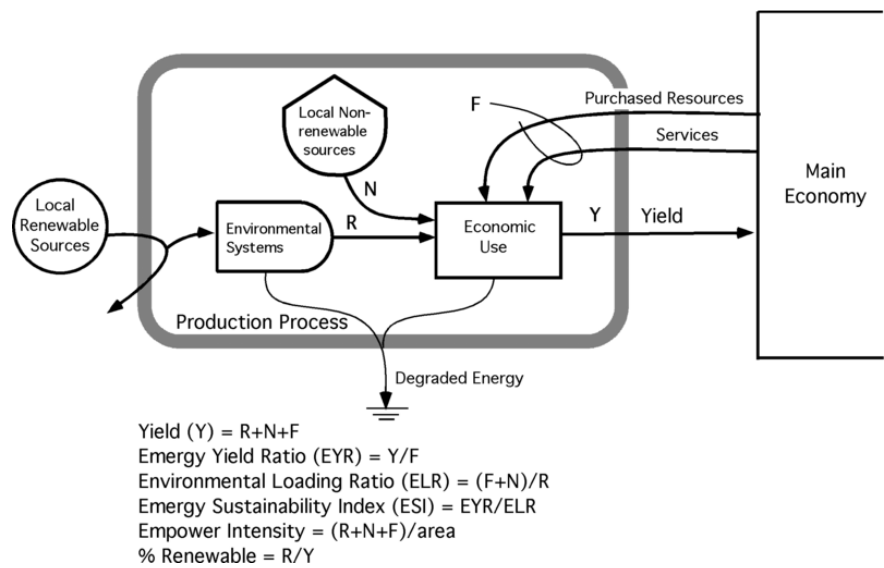 Local Non-
renewable
sources
F
Purchased Resources
Services
Main
Economy
N
Local
Renewable
Sources
Environmental
Systems
R
Economic
Use
Y
Yield
Production Process
Degraded Energy
Yield (Y) = R+N+F
Emergy Yield Ratio (EYR) = Y/F
Environmental Loading Ratio (ELR) = (F+N)/R
Emergy Sustainability Index (ESI) = EYR/ELR
Empower Intensity = (R+N+F)/area
% Renewable = R/Y